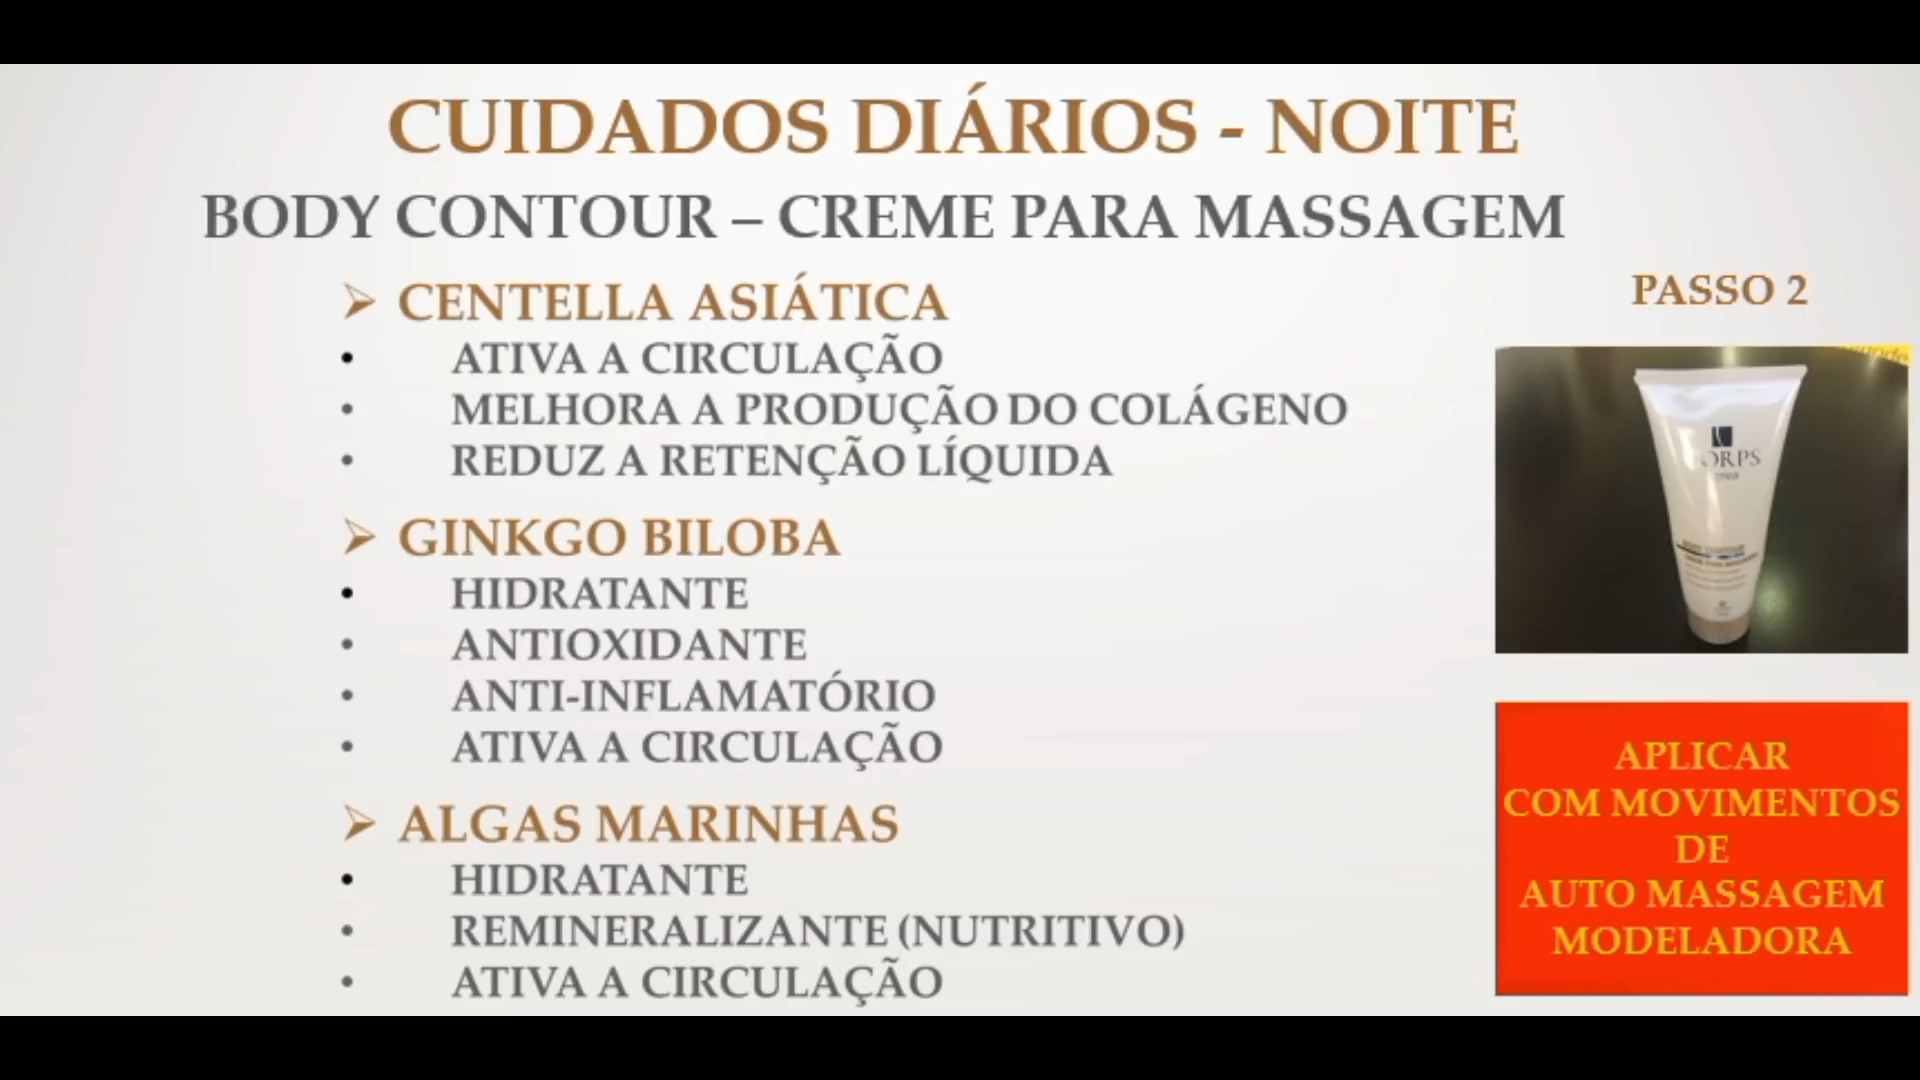 CUIDADOS DIÁRIOS - NOITE
BODY CONTOUR – CREME PARA MASSAGEM
CENTELLA ASIÁTICA
ATIVA A CIRCULAÇÃO
MELHORA A PRODUÇÃO DO COLÁGENO
REDUZ A RETENÇÃO LÍQUIDA
GINKGO BILOBA
HIDRATANTE
ANTIOXIDANTE
ANTI-INFLAMATÓRIO
ATIVA A CIRCULAÇÃO
ALGAS MARINHAS
HIDRATANTE
REMINERALIZANTE (NUTRITIVO)
ATIVA A CIRCULAÇÃO
PASSO 2
BODY CONTOUR
APLICAR
COM MOVIMENTOS
DE
AUTO MASSAGEM
MODELADORA